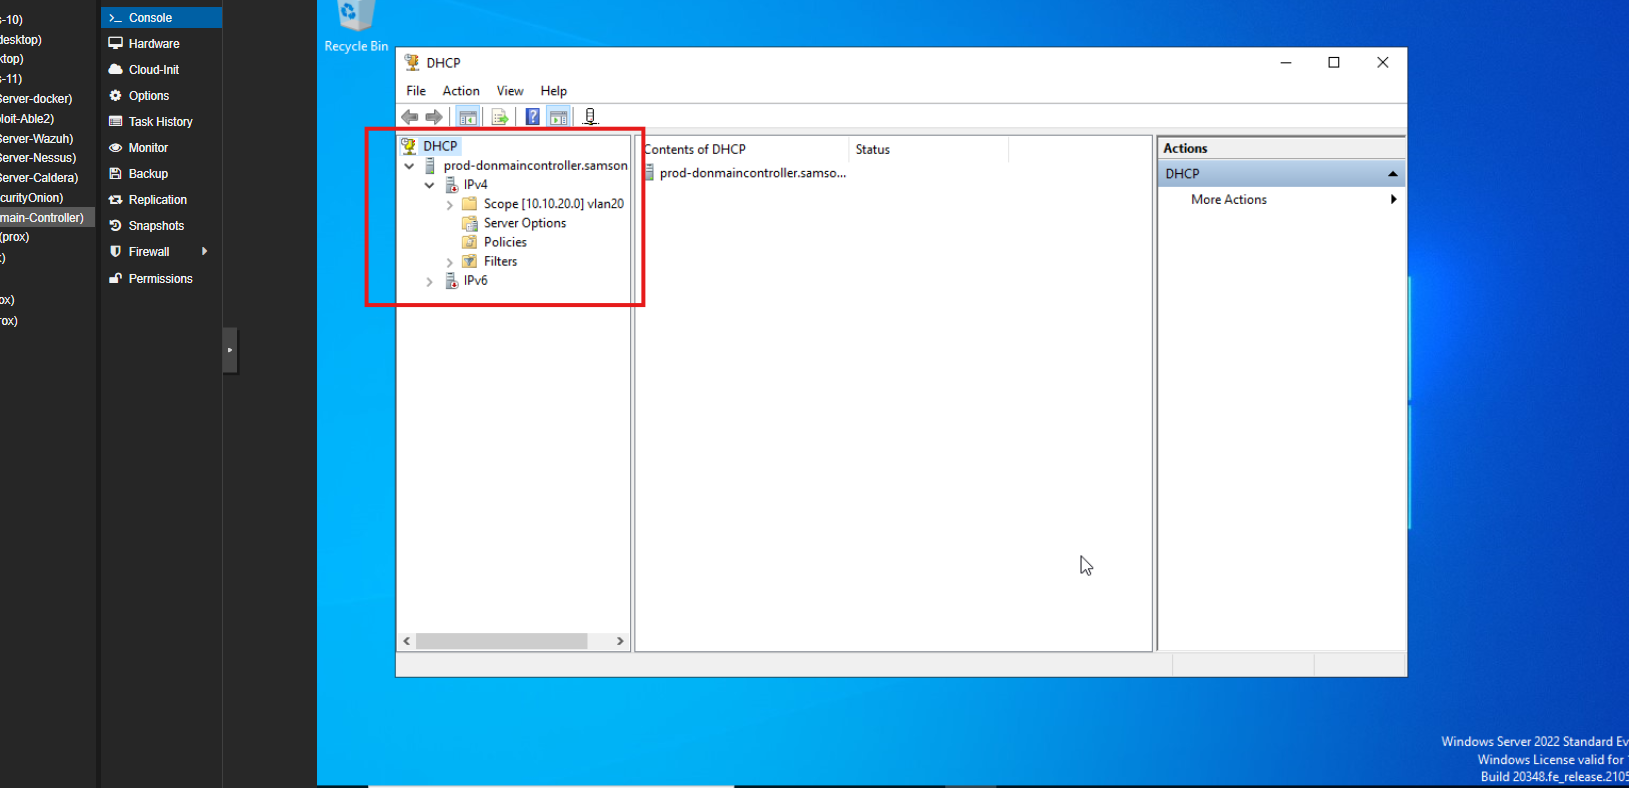 s-10)
desktop)
ktop)
s-11)
Server-docker)
loit-Able2)
Server-Wazuh)
Server-Nessus)
Server-Caldera)
curityOnion)
main-Controller)
(prox)
)
ox)
rox)
>_ Console
Hardware
Cloud-Init
Options
Task History
Monitor
Backup
Replication
Snapshots
Firewall
Permissions
Recycle Bin
DHCP
File Action View Help
DHCP
prod-donmaincontroller.samson
IPv4
Scope [10.10.20.0] vlan20
Server Options
Policies
Filters
IPv6
Contents of DHCP Status
prod-donmaincontroller.samso...
Actions
DHCP
More Actions
Windows Server 2022 Standard Ev
Windows License valid for
Build 20348.fe_release.2105